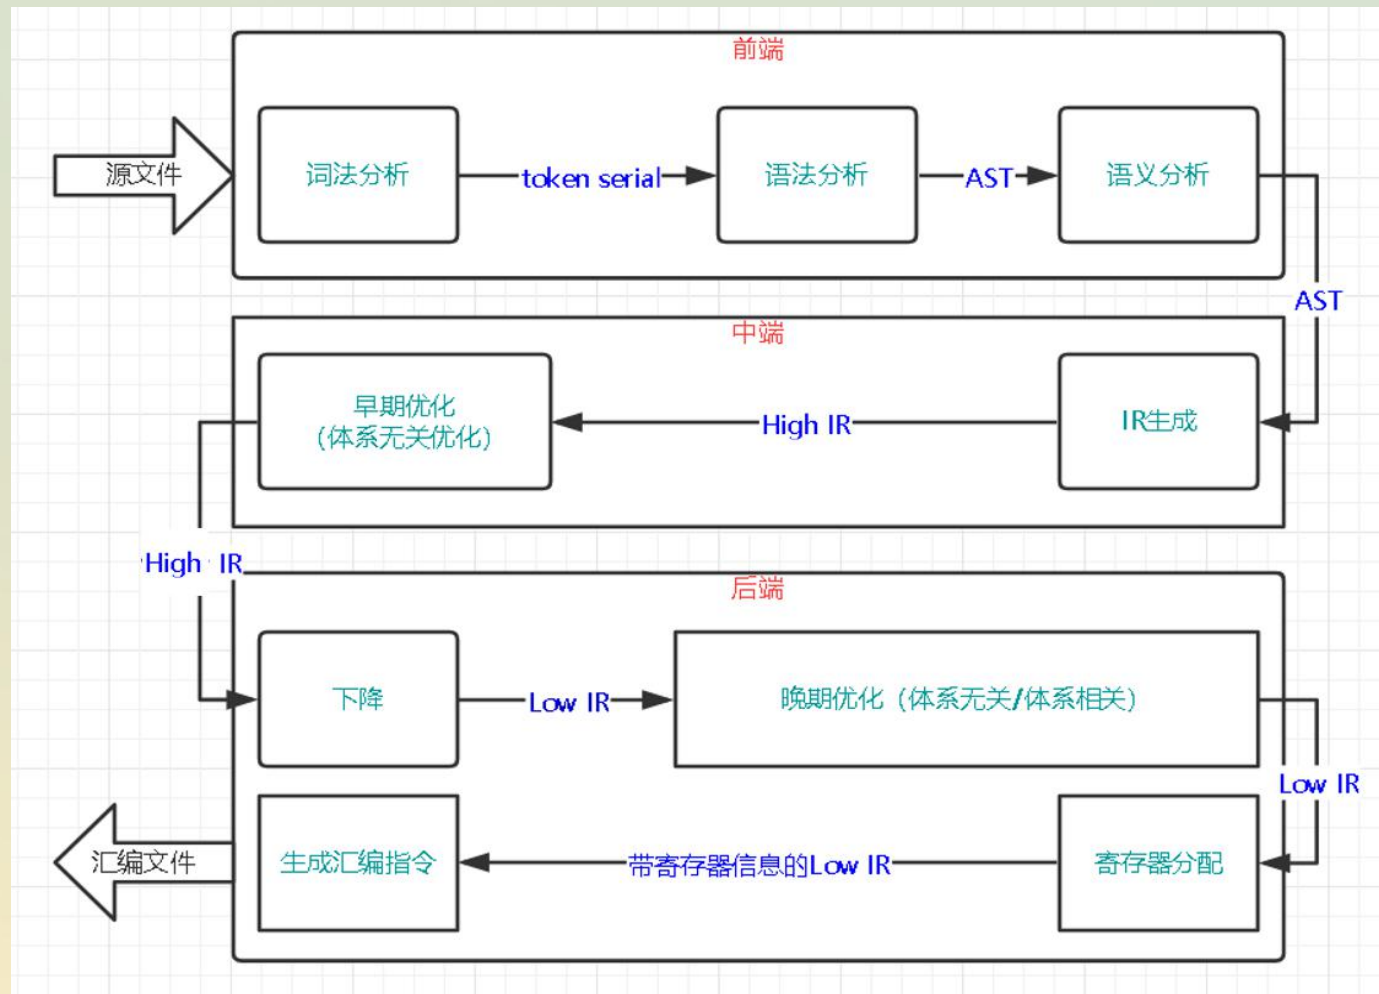 前端
源文件
词法分析
token serial
语法分析
AST
语义分析
AST
中端
早期优化
（体系无关优化）
High IR
IR生成
High IR
后端
下降
Low IR
晚期优化（体系无关/体系相关）
Low IR
汇编文件
生成汇编指令
带寄存器信息的Low IR
寄存器分配